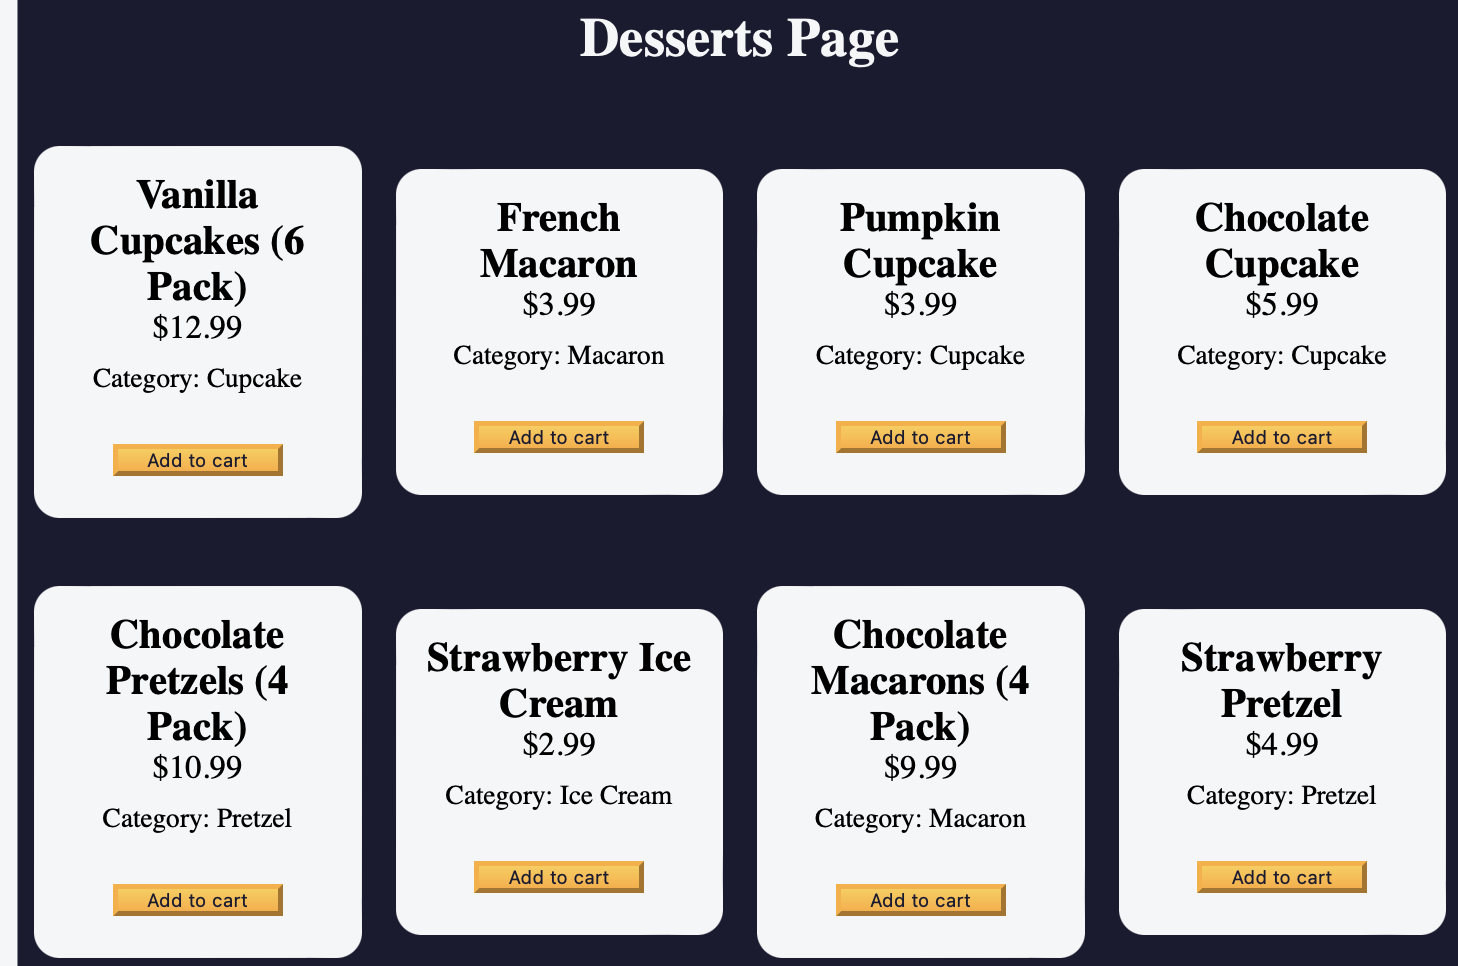 Desserts Page
Vanilla
Cupcakes (6
Pack)
$12.99
Category: Cupcake
Add to cart
French
Macaron
$3.99
Category: Macaron
Add to cart
Pumpkin
Cupcake
$3.99
Category: Cupcake
Add to cart
Chocolate
Cupcake
$5.99
Category: Cupcake
Add to cart
Chocolate
Pretzels (4
Pack)
$10.99
Category: Pretzel
Add to cart
Strawberry Ice
Cream
$2.99
Category: Ice Cream
Add to cart
Chocolate
Macarons (4
Pack)
$9.99
Category: Macaron
Add to cart
Strawberry
Pretzel
$4.99
Category: Pretzel
Add to cart